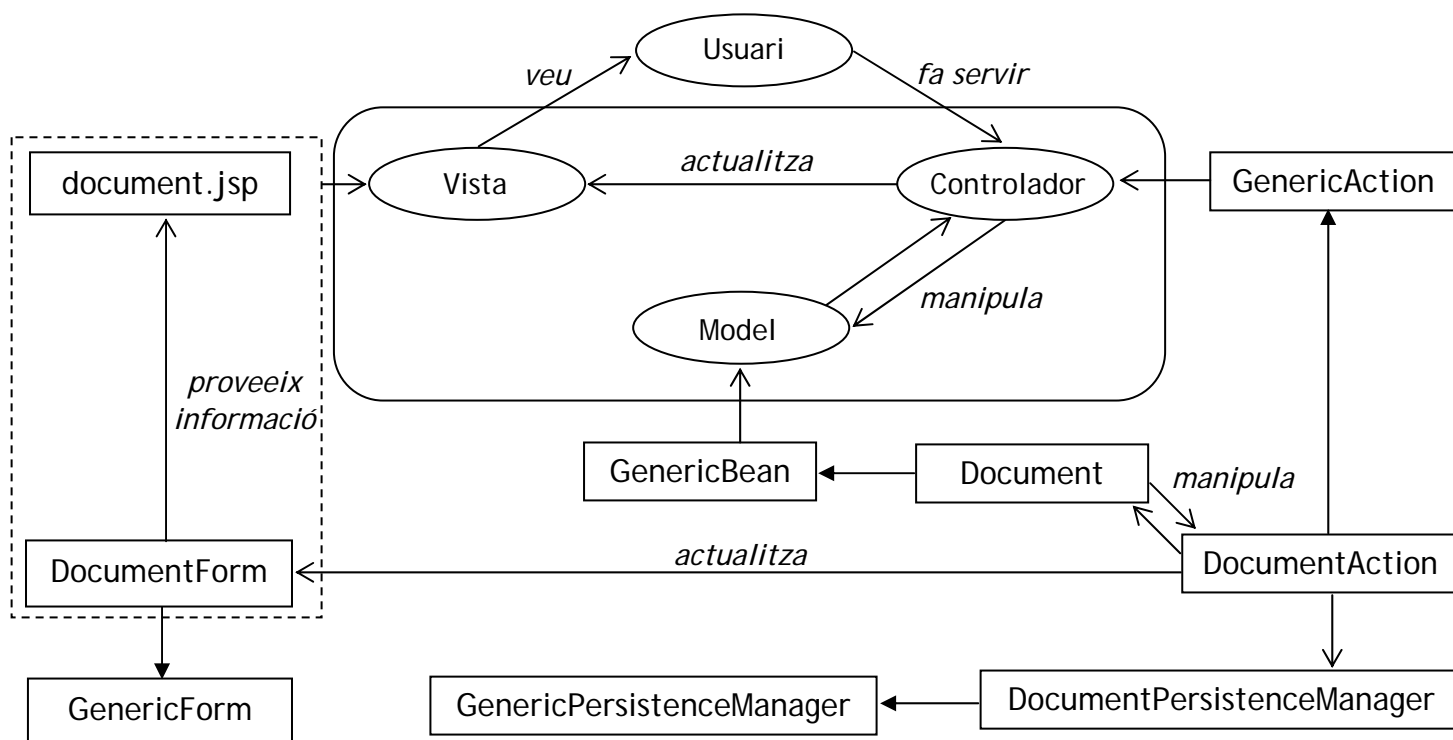 Usuari
veu
fa servir
document.jsp
Vista
actualitza
Controlador
GenericAction
Model
manipula
proveeix
informació
GenericBean
Document
manipula
DocumentForm
actualitza
DocumentAction
GenericForm
GenericPersistenceManager
DocumentPersistenceManager